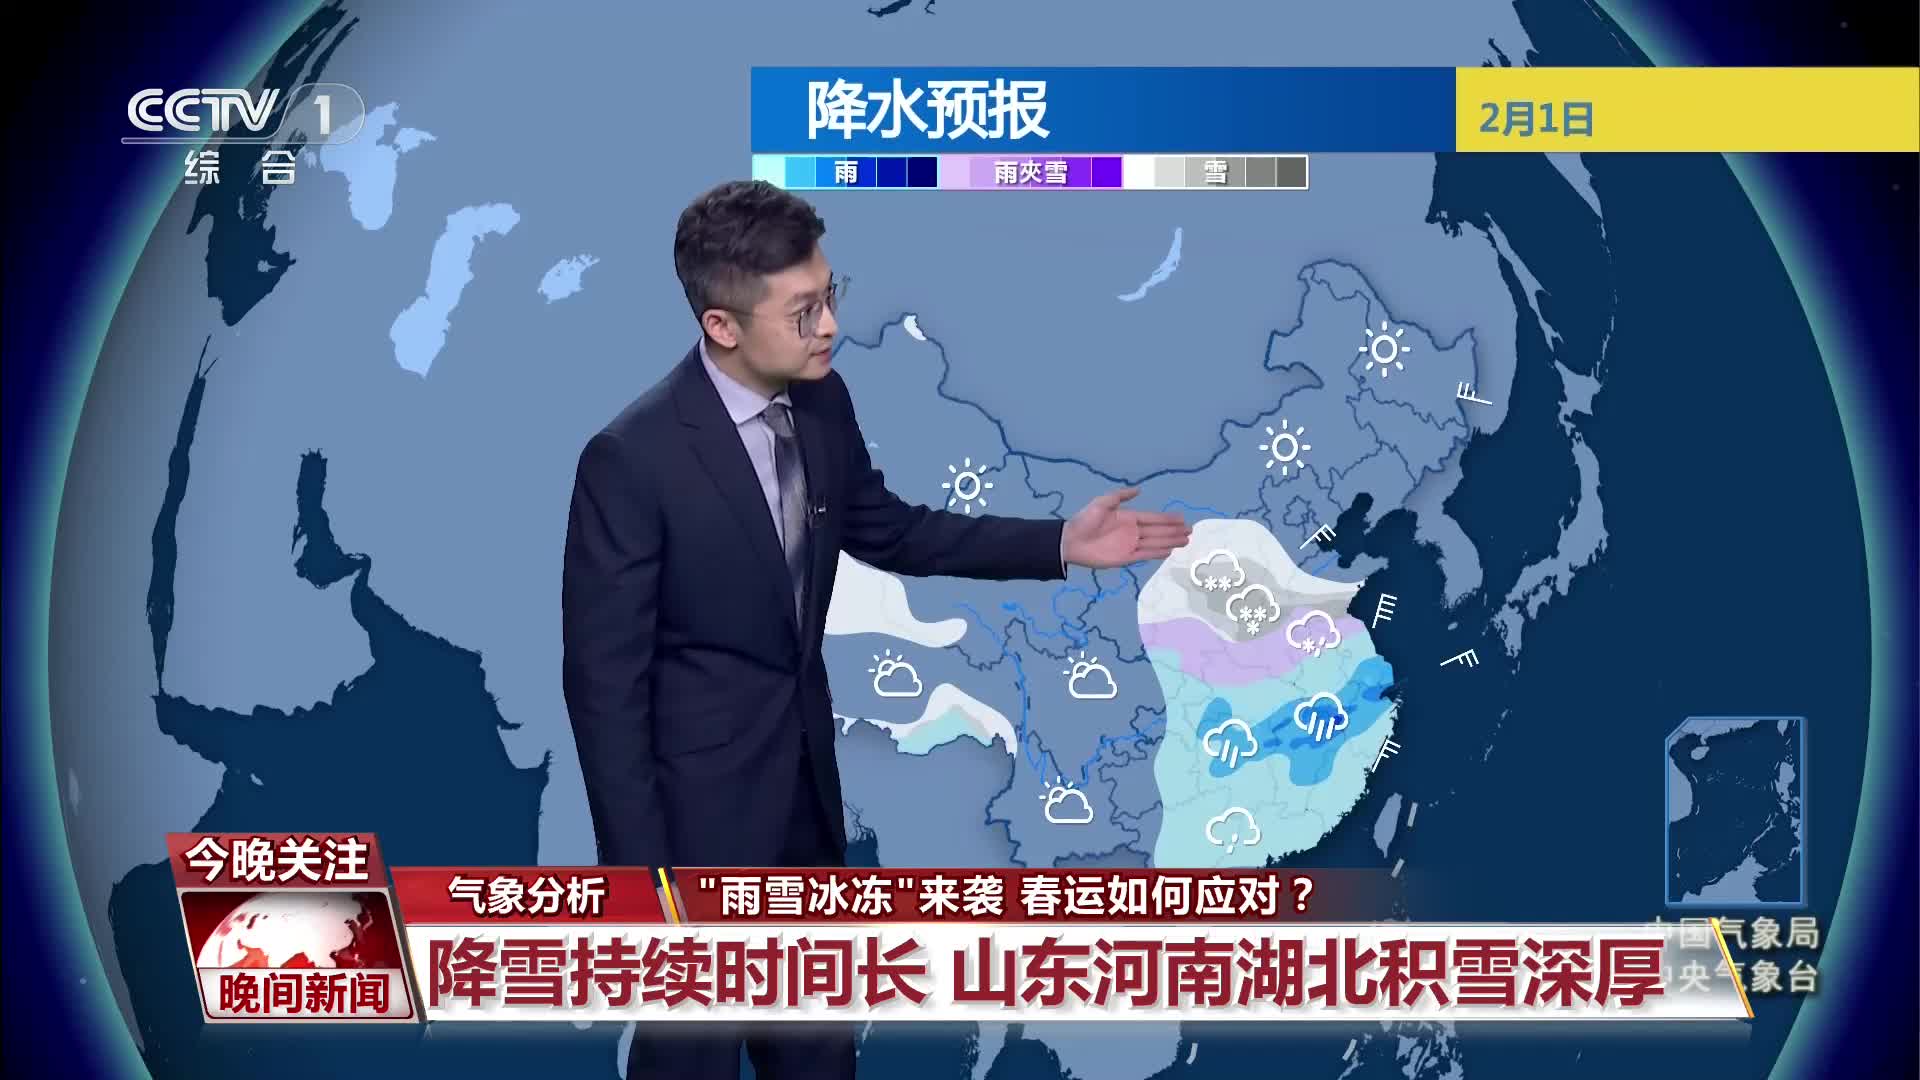 CCTV 1
综 合
降水预报
2月1日
雨
雨夹雪
雪
今晚关注
气象分析
"雨雪冰冻"来袭 春运如何应对？
降雪持续时间长 山东河南湖北积雪深厚
晚间新闻
中国气象局
中央气象台